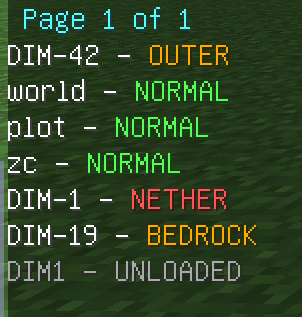 Page 1 of 1
DIM-42 - OUTER
world - NORMAL
plot - NORMAL
zc - NORMAL
DIM-1 - NETHER
DIM-19 - BEDROCK
DIM1 - UNLOADED